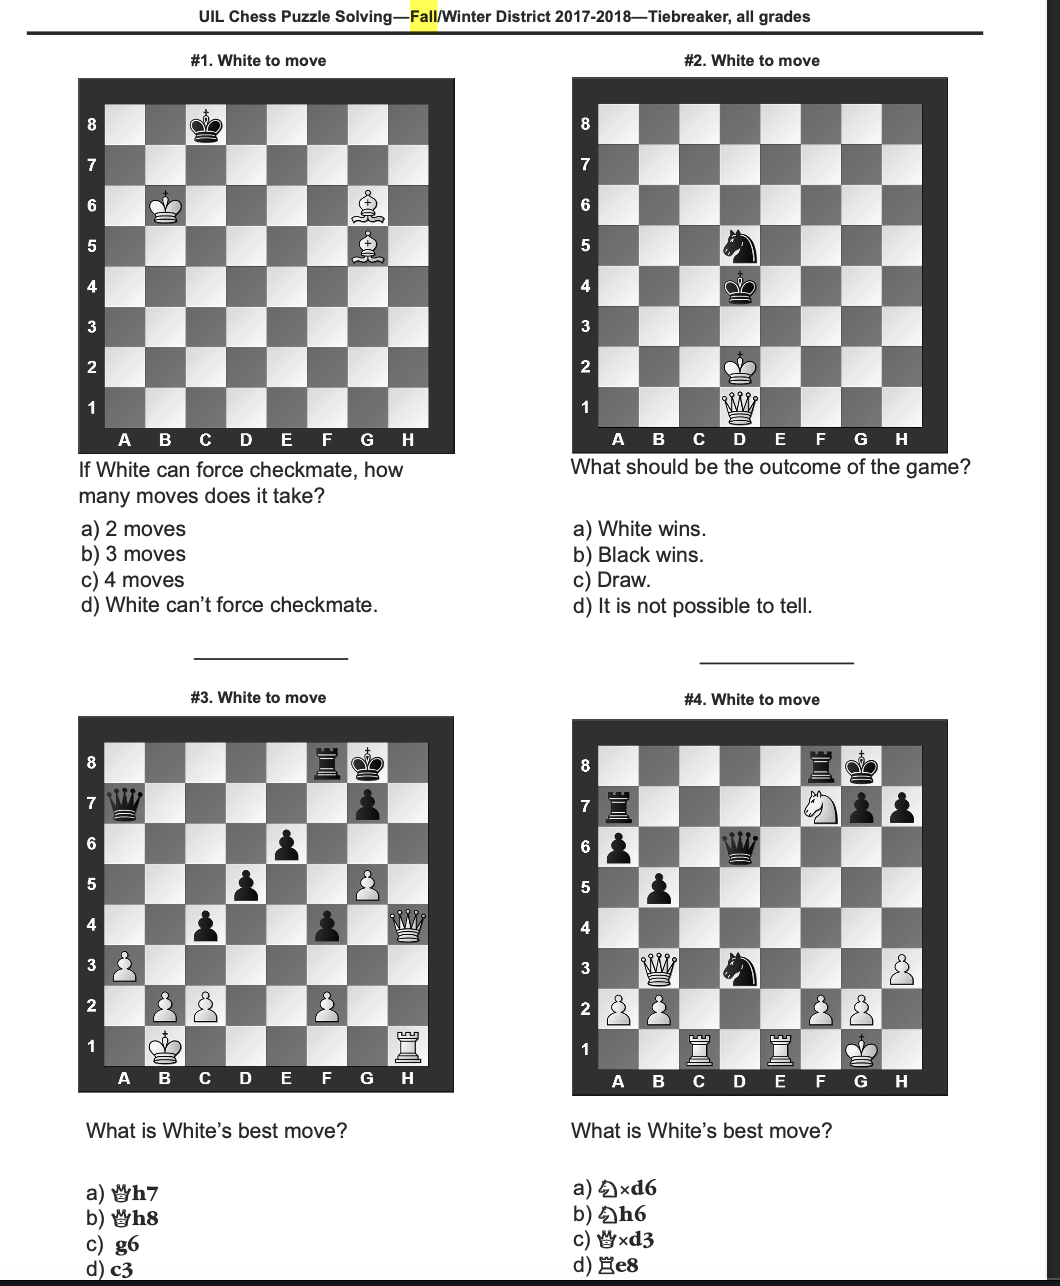 UIL Chess Puzzle Solving—Fall/Winter District 2017-2018—Tiebreaker, all grades
#1. White to move
8
7
6
5
4
3
2
1
A B C D E F G H
If White can force checkmate, how
many moves does it take?
a) 2 moves
b) 3 moves
c) 4 moves
d) White can’t force checkmate.
#2. White to move
8
7
6
5
4
3
2
1
A B C D E F G H
What should be the outcome of the game?
a) White wins.
b) Black wins.
c) Draw.
d) It is not possible to tell.
#3. White to move
8
7
6
5
4
3
2
1
A B C D E F G H
What is White’s best move?
a) ♕h7
b) ♕h8
c) g6
d) c3
#4. White to move
8
7
6
5
4
3
2
1
A B C D E F G H
What is White’s best move?
a) ♘×d6
b) ♘h6
c) ♕×d3
d) ♖e8